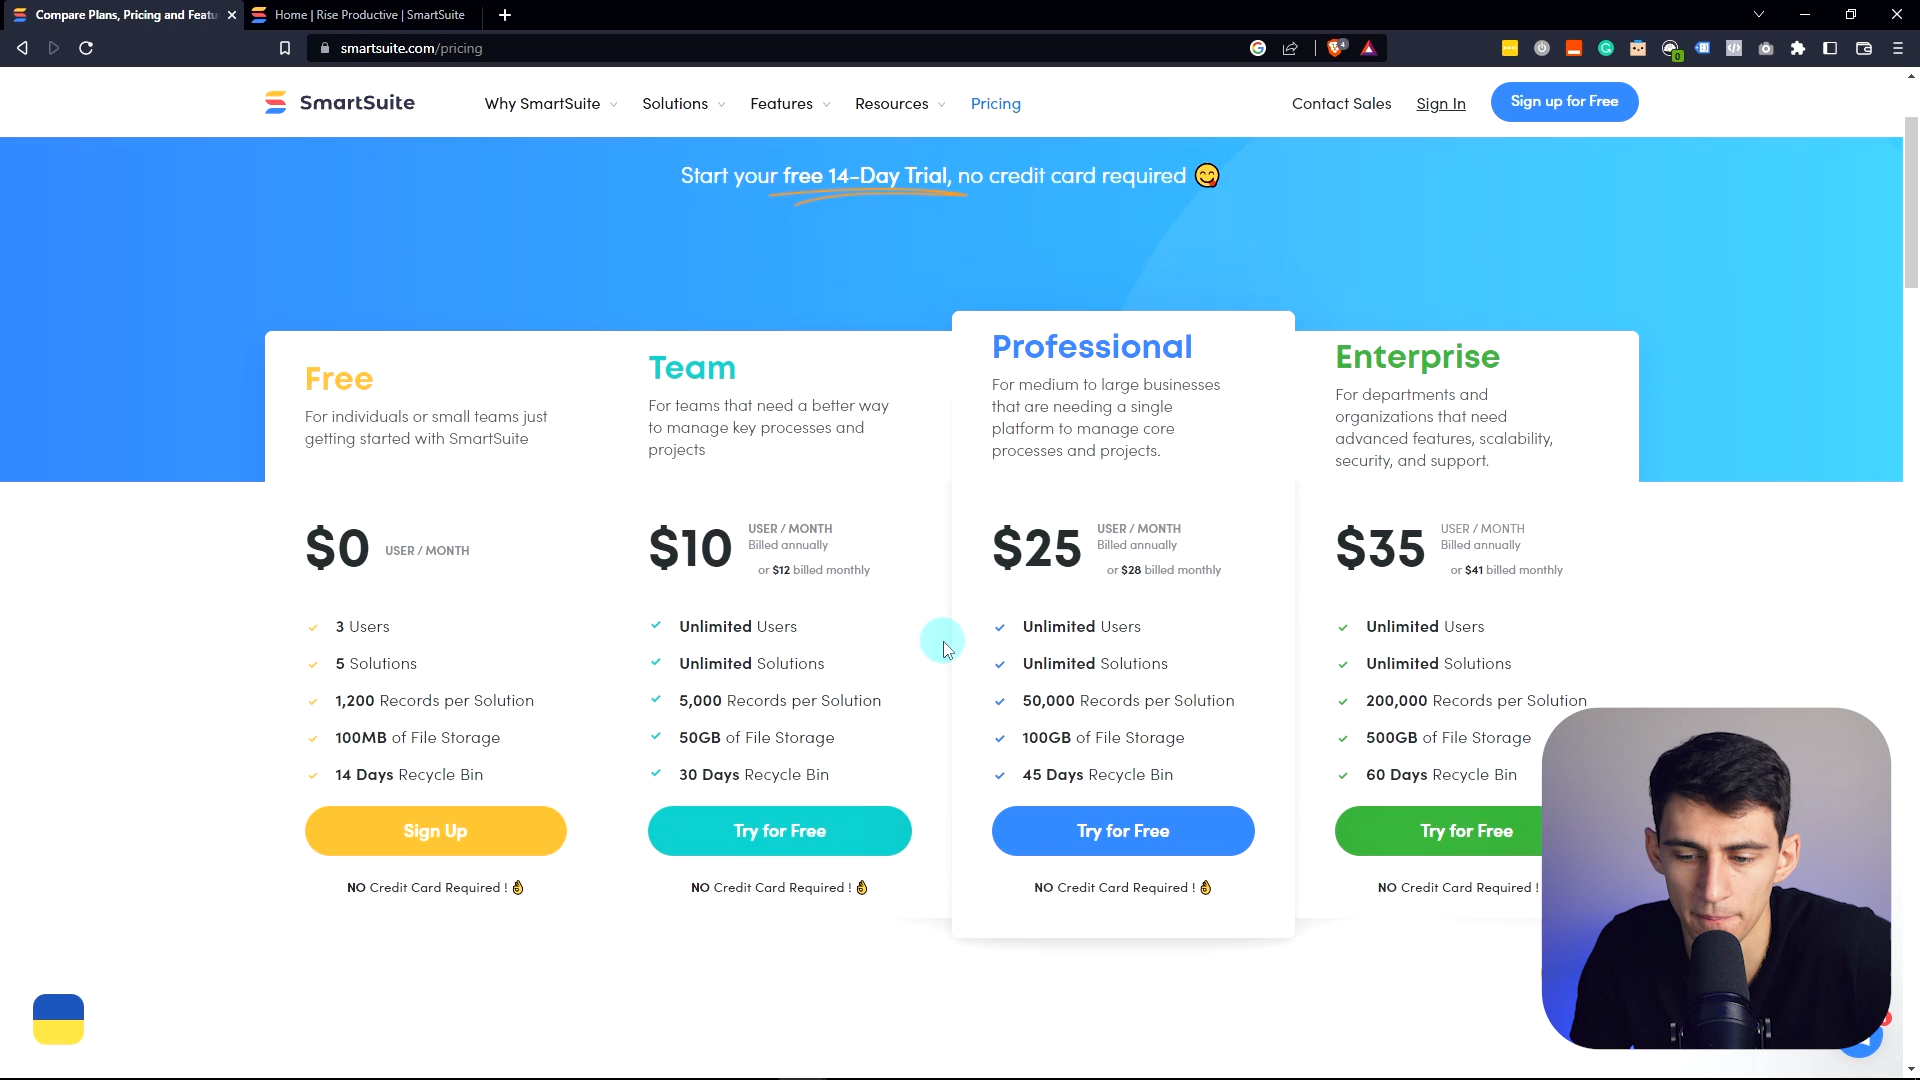 Compare Plans, Pricing and Featu
Home | Rise Productive | SmartSuite
smartsuite.com/pricing
4
0
SmartSuite
Why SmartSuite
Solutions
Features
Resources
Pricing
Contact Sales
Sign In
Sign up for Free
Start your free 14-Day Trial, no credit card required
Free
For individuals or small teams just
getting started with SmartSuite
$0 USER / MONTH
3 Users
5 Solutions
1,200 Records per Solution
100MB of File Storage
14 Days Recycle Bin
Sign Up
NO Credit Card Required !
Team
For teams that need a better way
to manage key processes and
projects
$10 USER / MONTH
Billed annually
or $12 billed monthly
Unlimited Users
Unlimited Solutions
5,000 Records per Solution
50GB of File Storage
30 Days Recycle Bin
Try for Free
NO Credit Card Required !
Professional
For medium to large businesses
that are needing a single
platform to manage core
processes and projects.
$25 USER / MONTH
Billed annually
or $28 billed monthly
Unlimited Users
Unlimited Solutions
50,000 Records per Solution
100GB of File Storage
45 Days Recycle Bin
Try for Free
NO Credit Card Required !
Enterprise
For departments and
organizations that need
advanced features, scalability,
security, and support.
$35 USER / MONTH
Billed annually
or $41 billed monthly
Unlimited Users
Unlimited Solutions
200,000 Records per Solution
500GB of File Storage
60 Days Recycle Bin
Try for Free
NO Credit Card Required !